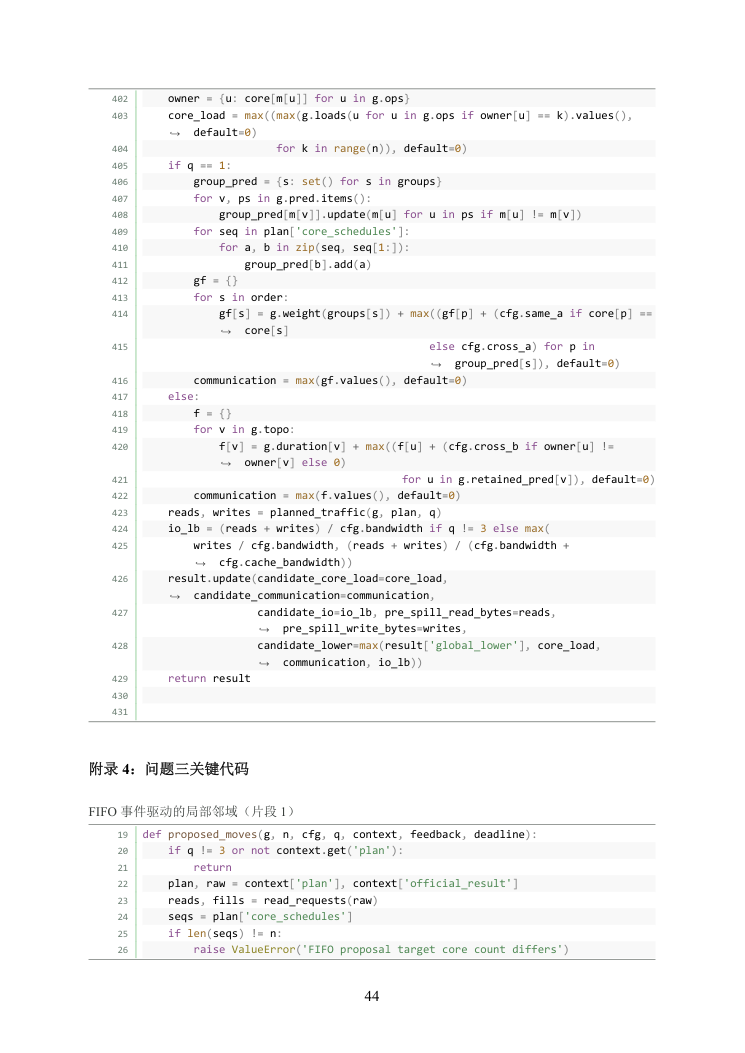 402     owner = {u: core[m[u]] for u in g.ops}
403     core_load = max((max(g.loads(u for u in g.ops if owner[u] == k).values(),
↪ default=0)
404                     for k in range(n)), default=0)
405     if q == 1:
406         group_pred = {s: set() for s in groups}
407         for v, ps in g.pred.items():
408             group_pred[m[v]].update(m[u] for u in ps if m[u] != m[v])
409         for seq in plan['core_schedules']:
410             for a, b in zip(seq, seq[1:]):
411                 group_pred[b].add(a)
412         gf = {}
413         for s in order:
414             gf[s] = g.weight(groups[s]) + max((gf[p] + (cfg.same_a if core[p] ==
↪ core[s]
415                                              else cfg.cross_a) for p in
↪ group_pred[s]), default=0)
416         communication = max(gf.values(), default=0)
417     else:
418         f = {}
419         for v in g.topo:
420             f[v] = g.duration[v] + max((f[u] + (cfg.cross_b if owner[u] !=
↪ owner[v] else 0)
421                                         for u in g.retained_pred[v]), default=0)
422         communication = max(f.values(), default=0)
423     reads, writes = planned_traffic(g, plan, q)
424     io_lb = (reads + writes) / cfg.bandwidth if q != 3 else max(
425         writes / cfg.bandwidth, (reads + writes) / (cfg.bandwidth +
↪ cfg.cache_bandwidth))
426     result.update(candidate_core_load=core_load,
↪ candidate_communication=communication,
427                   candidate_io=io_lb, pre_spill_read_bytes=reads,
↪ pre_spill_write_bytes=writes,
428                   candidate_lower=max(result['global_lower'], core_load,
↪ communication, io_lb))
429     return result
430
431
附录 4：问题三关键代码
FIFO 事件驱动的局部邻域（片段 1）
19 def proposed_moves(g, n, cfg, q, context, feedback, deadline):
20     if q != 3 or not context.get('plan'):
21         return
22     plan, raw = context['plan'], context['official_result']
23     reads, fills = read_requests(raw)
24     seqs = plan['core_schedules']
25     if len(seqs) != n:
26         raise ValueError('FIFO proposal target core count differs')
44